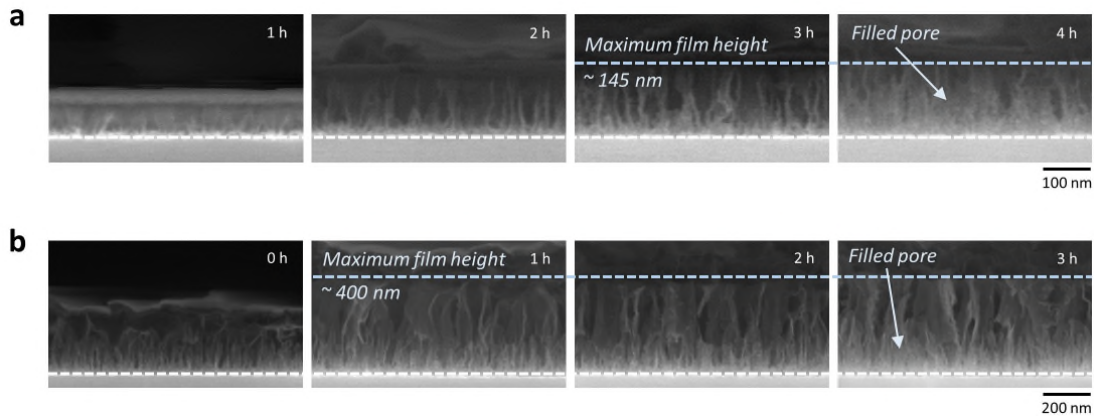 a
1 h
2 h
3 h
4 h
Maximum film height
~ 145 nm
Filled pore
100 nm
b
0 h
1 h
2 h
3 h
Maximum film height
~ 400 nm
Filled pore
200 nm